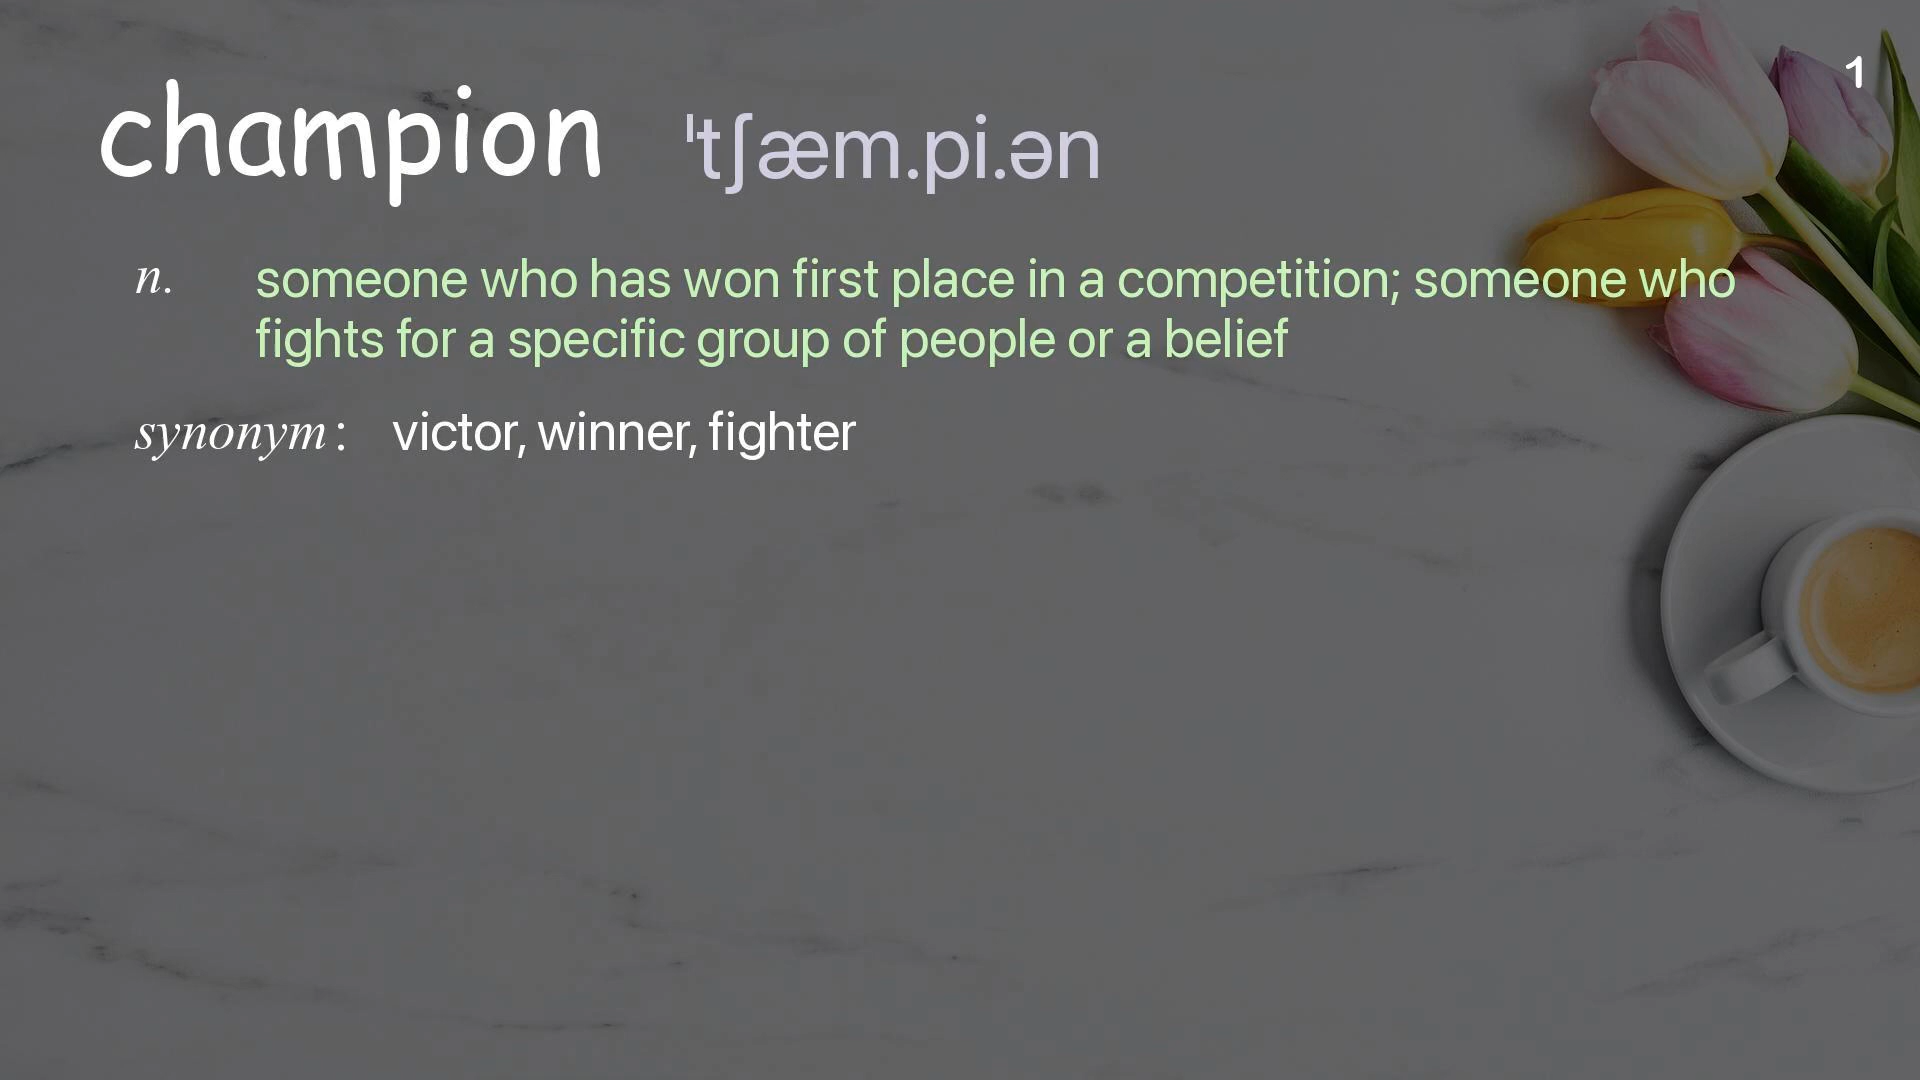 1
champion ˈtʃæm.pi.ən
n. someone who has won first place in a competition; someone who
fights for a specific group of people or a belief
synonym: victor, winner, fighter